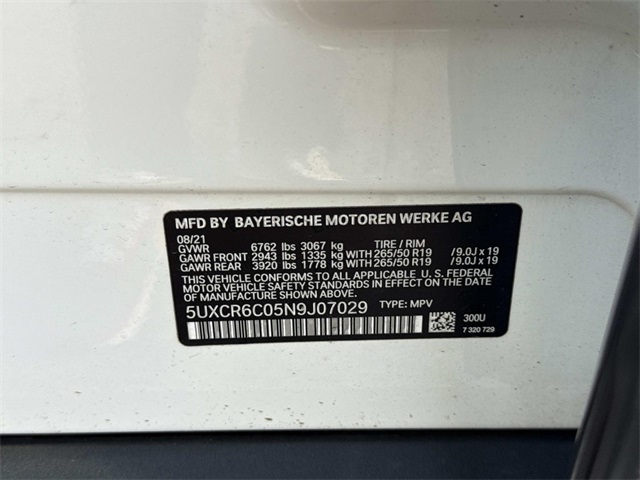 MFD BY BAYERISCHE MOTOREN WERKE AG
08/21
GVWR 6762 lbs 3067 kg TIRE / RIM
GAWR FRONT 2943 lbs 1335 kg WITH 265/50 R19 /9.0J x 19
GAWR REAR 3920 lbs 1778 kg WITH 265/50 R19 /9.0J x 19
THIS VEHICLE CONFORMS TO ALL APPLICABLE U.S. FEDERAL
MOTOR VEHICLE SAFETY STANDARDS IN EFFECT ON THE DATE
OF MANUFACTURE SHOWN ABOVE.
5UXCR6C05N9J07029 TYPE: MPV
300U
7 320 729